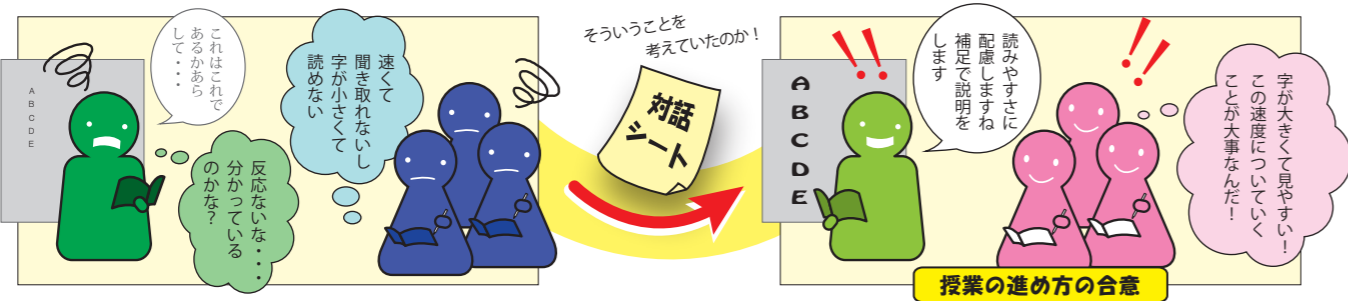 A
B
C
D
E
これはこれで
あるかあら
して・・・
反応ないな・・・
分かっている
のかな？
速くて
聞き取れないし
字が小さくて
読めない
そういうことを
考えていたのか！
対話
シート
A
B
C
D
E
読みやすさに
配慮しますね
補足で説明を
します
字が大きくて見やすい！
この速度についていく
ことが大事なんだ！
授業の進め方の合意